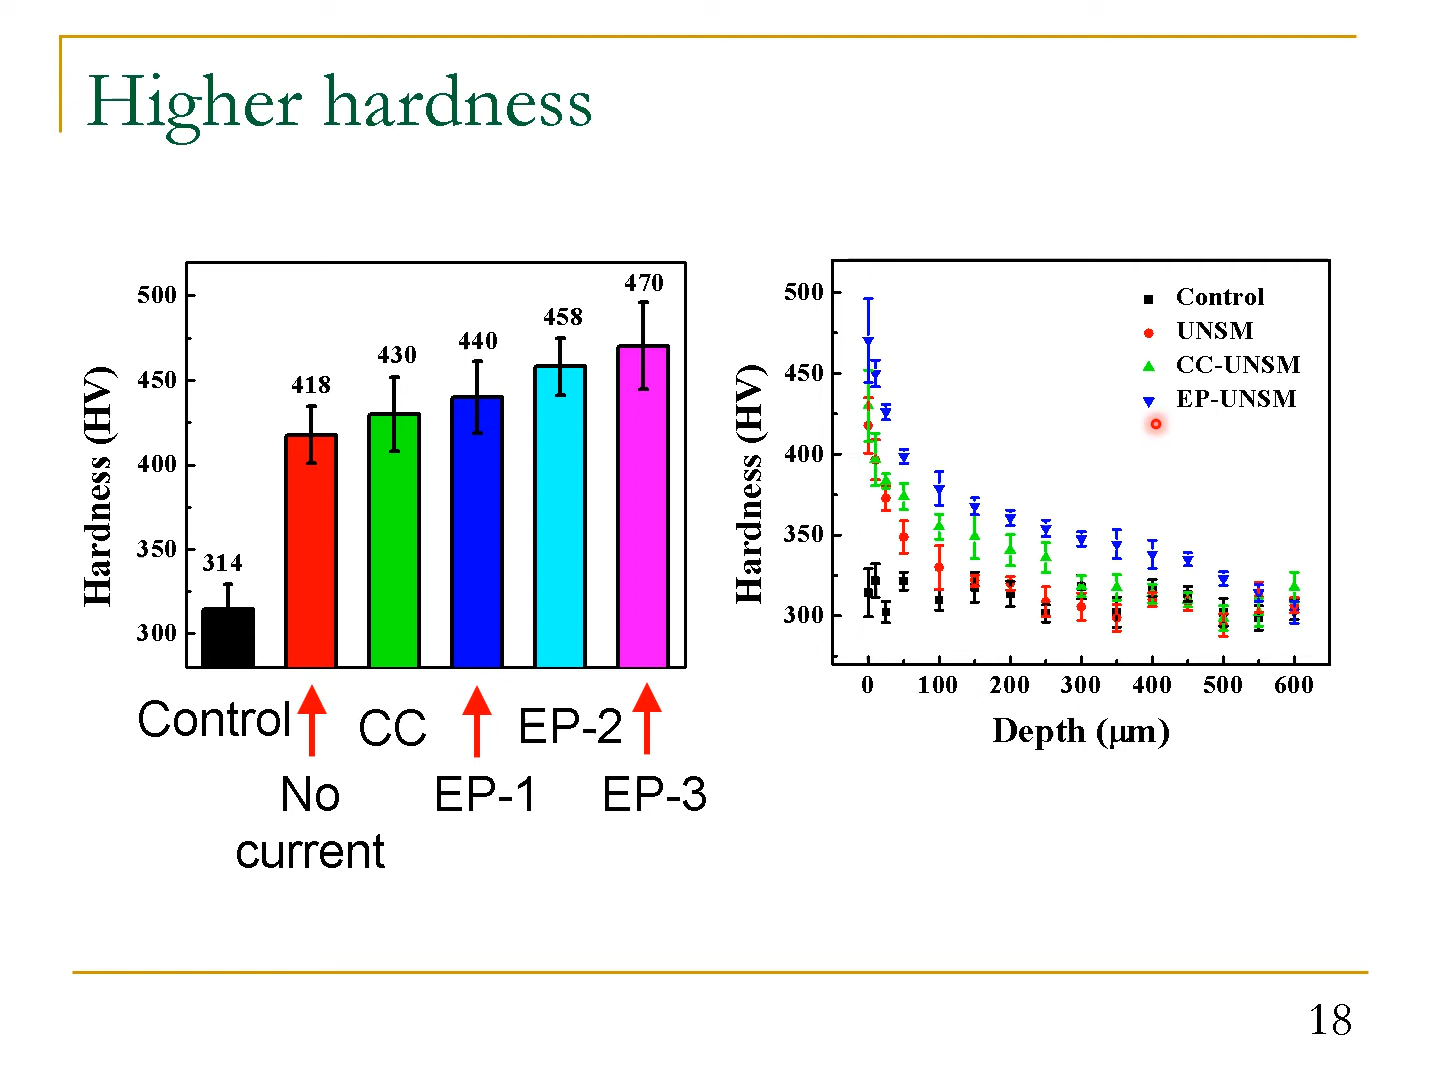 Higher hardness
Hardness (HV)
500
450
400
350
300
314
418
430
440
458
470
Control
CC
EP-2
No
current
EP-1
EP-3
Hardness (HV)
500
450
400
350
300
Control
UNSM
CC-UNSM
EP-UNSM
0 100 200 300 400 500 600
Depth (µm)
18